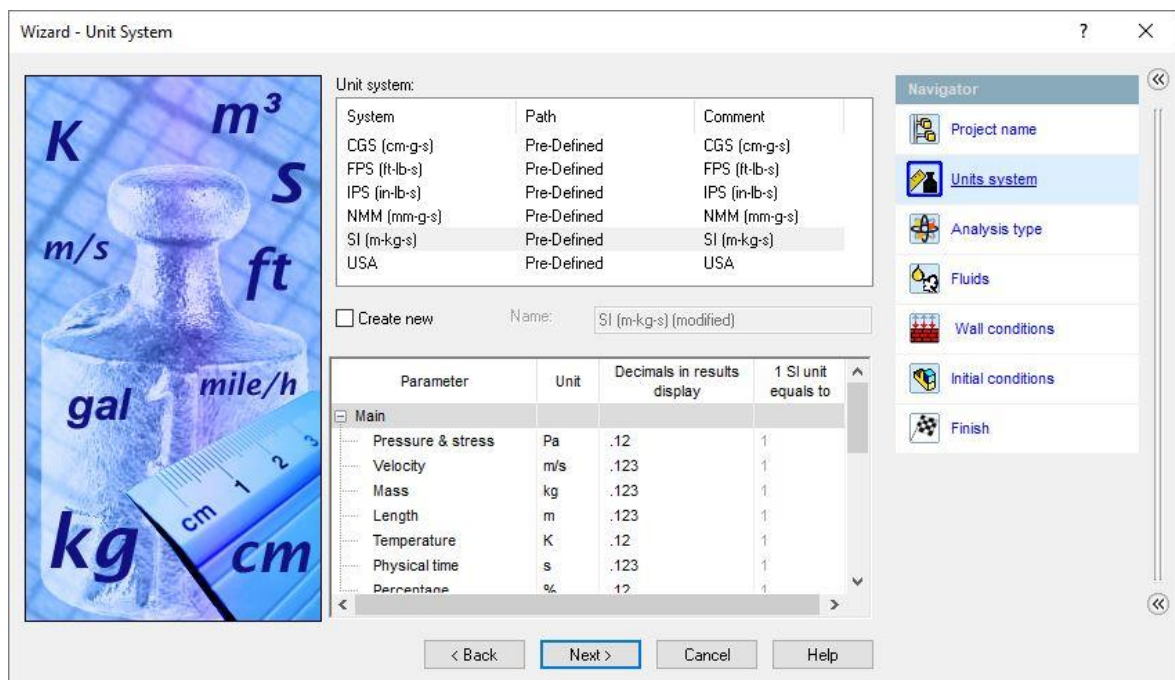 Wizard - Unit System
?
K
m³
s
m/s
ft
gal
mile/h
1 2 3
cm
kg
cm
Unit system:
System Path Comment
CGS (cm-g-s) Pre-Defined CGS (cm-g-s)
FPS (ft-lb-s) Pre-Defined FPS (ft-lb-s)
IPS (in-lb-s) Pre-Defined IPS (in-lb-s)
NMM (mm-g-s) Pre-Defined NMM (mm-g-s)
SI (m-kg-s) Pre-Defined SI (m-kg-s)
USA Pre-Defined USA
Create new Name: SI (m-kg-s) (modified)
Parameter Unit Decimals in results display 1 SI unit equals to
Main
Pressure & stress Pa .12 1
Velocity m/s .123 1
Mass kg .123 1
Length m .123 1
Temperature K .12 1
Physical time s .123 1
Percentage % .12 1
< Back Next > Cancel Help
Navigator
Project name
Units system
Analysis type
Fluids
Wall conditions
Initial conditions
Finish